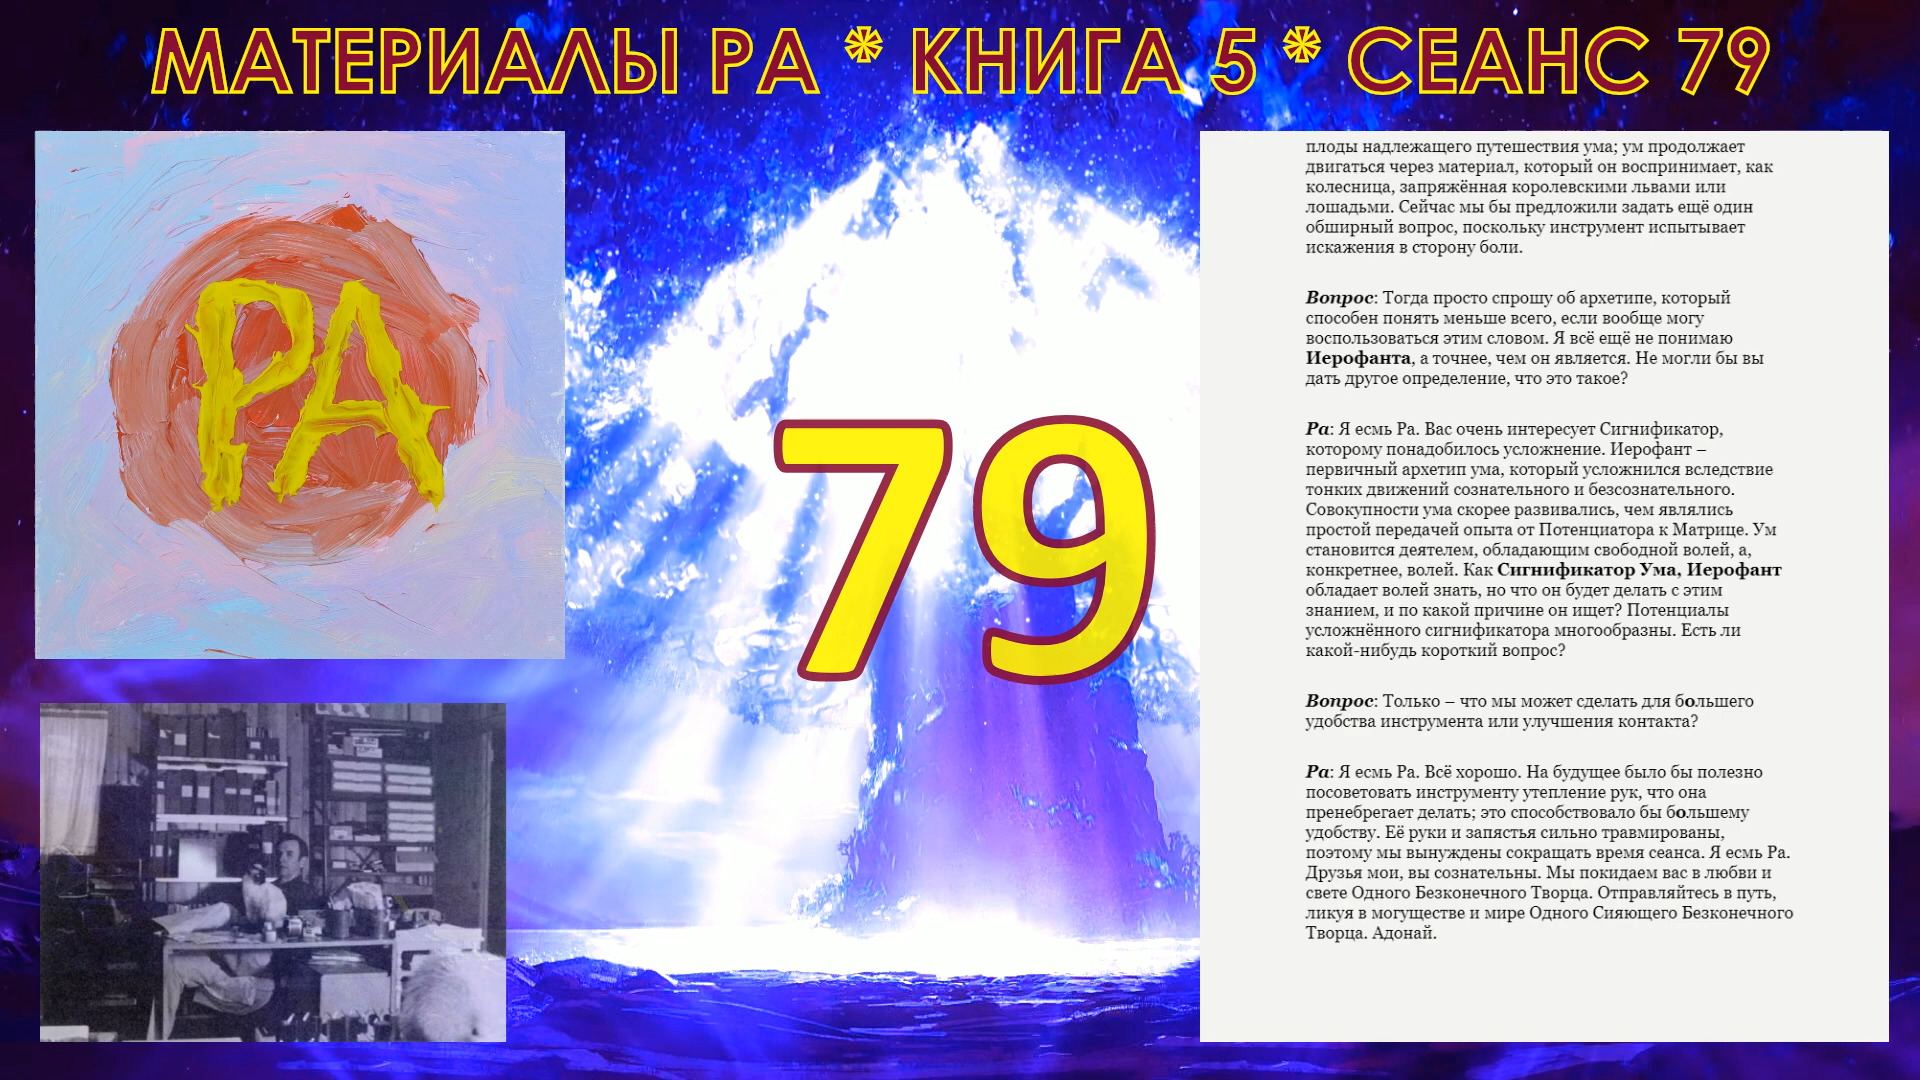 МАТЕРИАЛЫ РА * КНИГА 5 * СЕАНС 79
РА
79
плоды надлежащего путешествия ума; ум продолжает
двигаться через материал, который он воспринимает, как
колесница, запряжённая королевскими львами или
лошадьми. Сейчас мы бы предложили задать ещё один
обширный вопрос, поскольку инструмент испытывает
искажения в сторону боли.
Вопрос: Тогда просто спрошу об архетипе, который
способен понять меньше всего, если вообще могу
воспользоваться этим словом. Я всё ещё не понимаю
Иерофанта, а точнее, чем он является. Не могли бы вы
дать другое определение, что это такое?
Ра: Я есмь Ра. Вас очень интересует Сигнификатор,
которому понадобилось усложнение. Иерофант –
первичный архетип ума, который усложнился вследствие
тонких движений сознательного и безсознательного.
Совокупности ума скорее развивались, чем являлись
простой передачей опыта от Потенциатора к Матрице. Ум
становится деятелем, обладающим свободной волей, а,
конкретнее, волей. Как Сигнификатор Ума, Иерофант
обладает волей знать, но что он будет делать с этим
знанием, и по какой причине он ищет? Потенциалы
усложнённого сигнификатора многообразны. Есть ли
какой-нибудь короткий вопрос?
Вопрос: Только – что мы может сделать для большего
удобства инструмента или улучшения контакта?
Ра: Я есмь Ра. Всё хорошо. На будущее было бы полезно
посоветовать инструменту утепление рук, что она
пренебрегает делать; это способствовало бы большему
удобству. Её руки и запястья сильно травмированы,
поэтому мы вынуждены сокращать время сеанса. Я есмь Ра.
Друзья мои, вы сознательны. Мы покидаем вас в любви и
свете Одного Безконечного Творца. Отправляйтесь в путь,
ликуя в могуществе и мире Одного Сияющего Безконечного
Творца. Адонай.